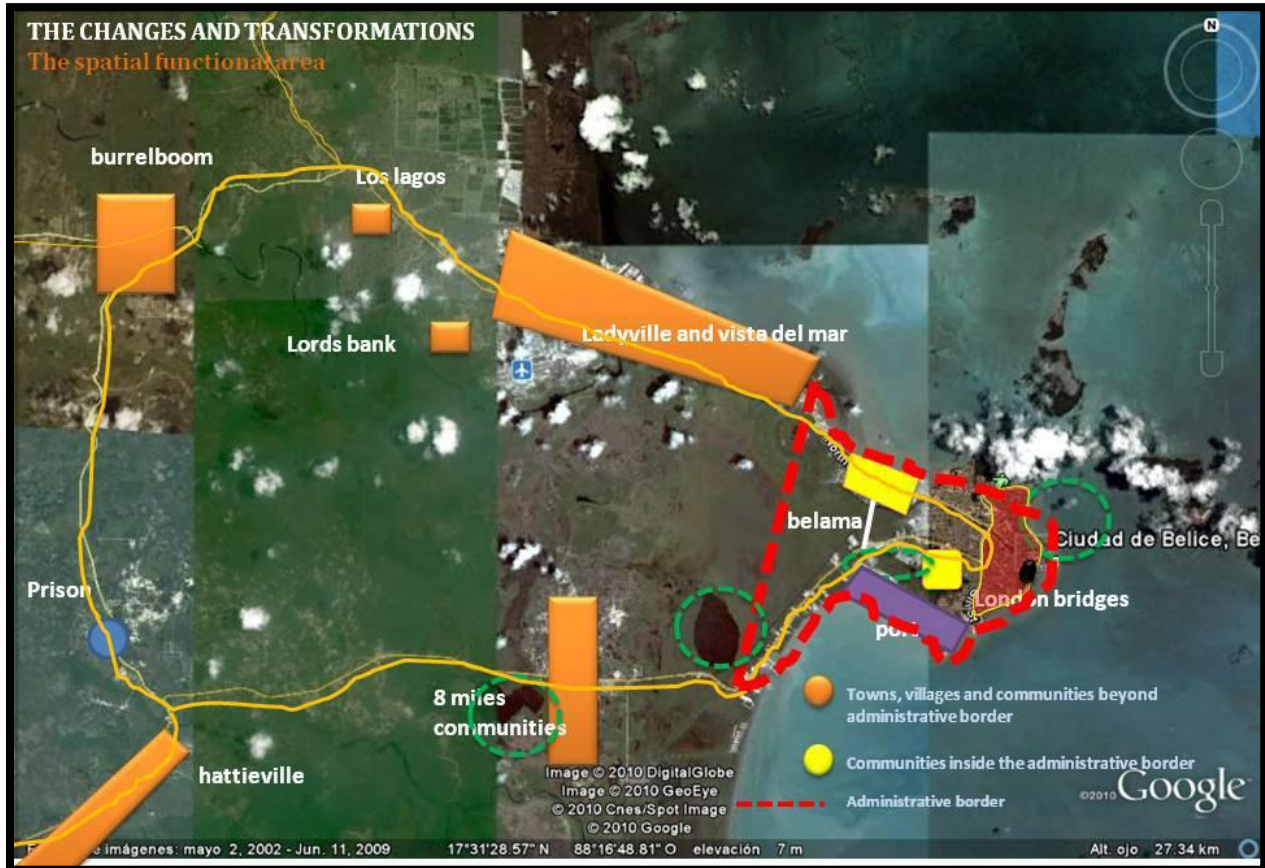 THE CHANGES AND TRANSFORMATIONS
The spatial functional area
N
burrelboom
Los lagos
Lords bank
Ladyville and vista del mar
North
belama
Ciudad de Belice, Be
London bridges
Prison
port
8 miles
communities
hattieville
Towns, villages and communities beyond
administrative border
Communities inside the administrative border
Administrative border
Image © 2010 DigitalGlobe
Image © 2010 GeoEye
© 2010 Cnes/Spot Image
© 2010 Google
©2010 Google
imágenes: mayo 2, 2002 - Jun. 11, 2009
17°31'28.57" N 88°16'48.81" O elevación 7 m
Alt. ojo 27.34 km